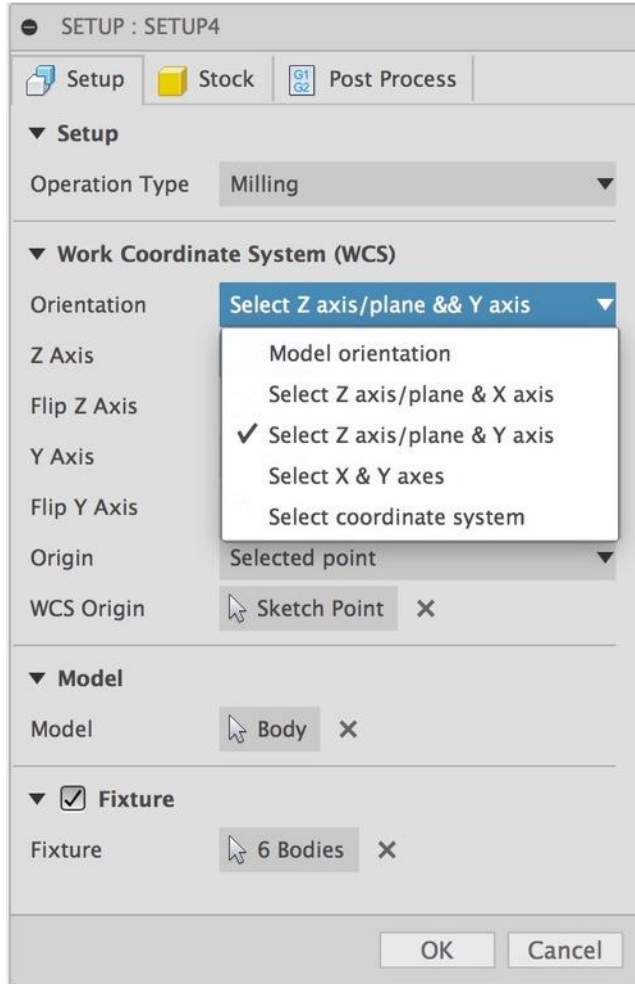 SETUP : SETUP4
Setup
Stock
G1
G2
Post Process
Setup
Operation Type
Milling
Work Coordinate System (WCS)
Orientation
Select Z axis/plane && Y axis
Model orientation
Select Z axis/plane & X axis
Select Z axis/plane & Y axis
Select X & Y axes
Select coordinate system
Z Axis
Flip Z Axis
Y Axis
Flip Y Axis
Origin
Selected point
WCS Origin
Sketch Point
Model
Model
Body
Fixture
Fixture
6 Bodies
OK
Cancel